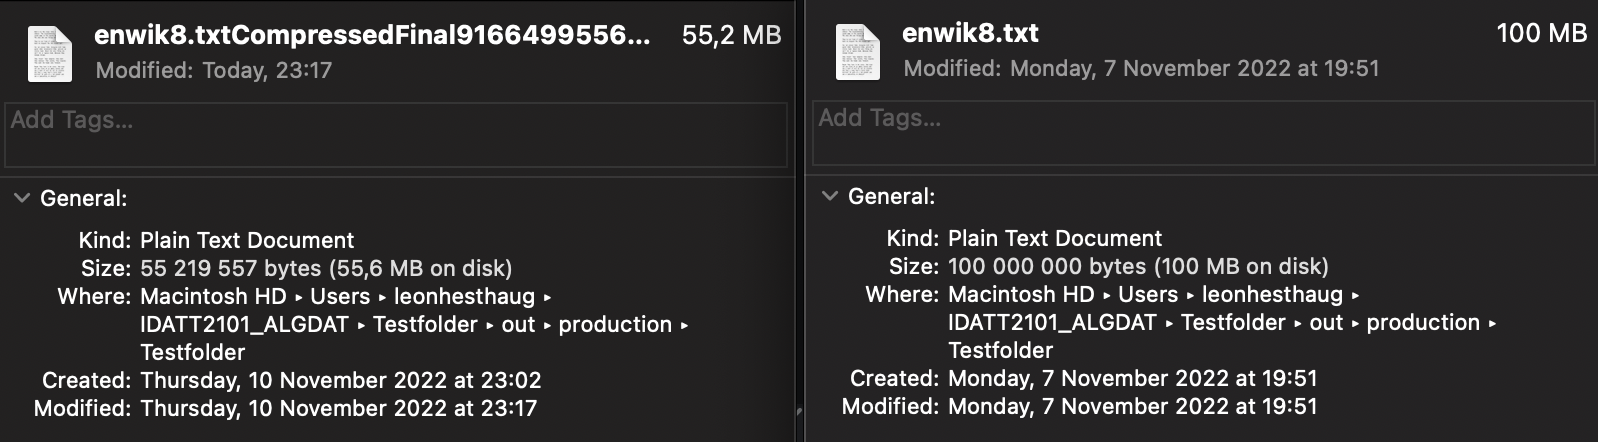 enwik8.txtCompressedFinal9166499556... 55,2 MB
Modified: Today, 23:17
Add Tags...
General:
Kind: Plain Text Document
Size: 55 219 557 bytes (55,6 MB on disk)
Where: Macintosh HD ▸ Users ▸ leonhesthaug ▸
IDATT2101_ALGDAT ▸ Testfolder ▸ out ▸ production ▸
Testfolder
Created: Thursday, 10 November 2022 at 23:02
Modified: Thursday, 10 November 2022 at 23:17
enwik8.txt 100 MB
Modified: Monday, 7 November 2022 at 19:51
Add Tags...
General:
Kind: Plain Text Document
Size: 100 000 000 bytes (100 MB on disk)
Where: Macintosh HD ▸ Users ▸ leonhesthaug ▸
IDATT2101_ALGDAT ▸ Testfolder ▸ out ▸ production ▸
Testfolder
Created: Monday, 7 November 2022 at 19:51
Modified: Monday, 7 November 2022 at 19:51